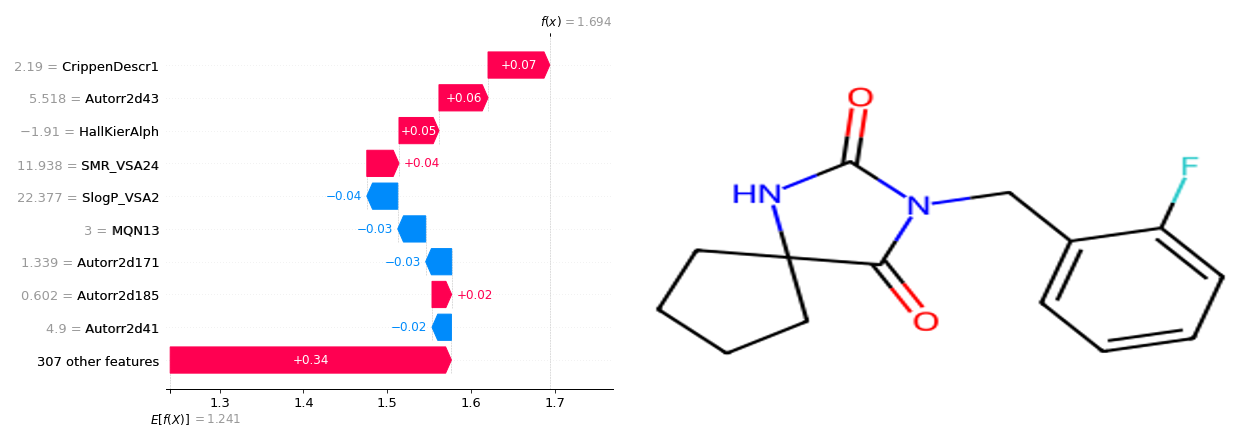 f(x) = 1.694
2.19 = CrippenDescr1
+0.07
5.518 = Autorr2d43
+0.06
−1.91 = HallKierAlph
+0.05
11.938 = SMR_VSA24
+0.04
22.377 = SlogP_VSA2
−0.04
3 = MQN13
−0.03
1.339 = Autorr2d171
−0.03
0.602 = Autorr2d185
+0.02
4.9 = Autorr2d41
−0.02
307 other features
+0.34
1.3 1.4 1.5 1.6 1.7
E[f(X)] = 1.241
O
HN
N
O
F